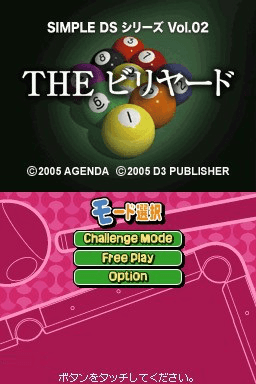 SIMPLE DS シリーズ Vol.02
THE ビリヤード
©2005 AGENDA ©2005 D3 PUBLISHER
モード選択
Challenge Mode
Free Play
Option
ボタンをタッチしてください。